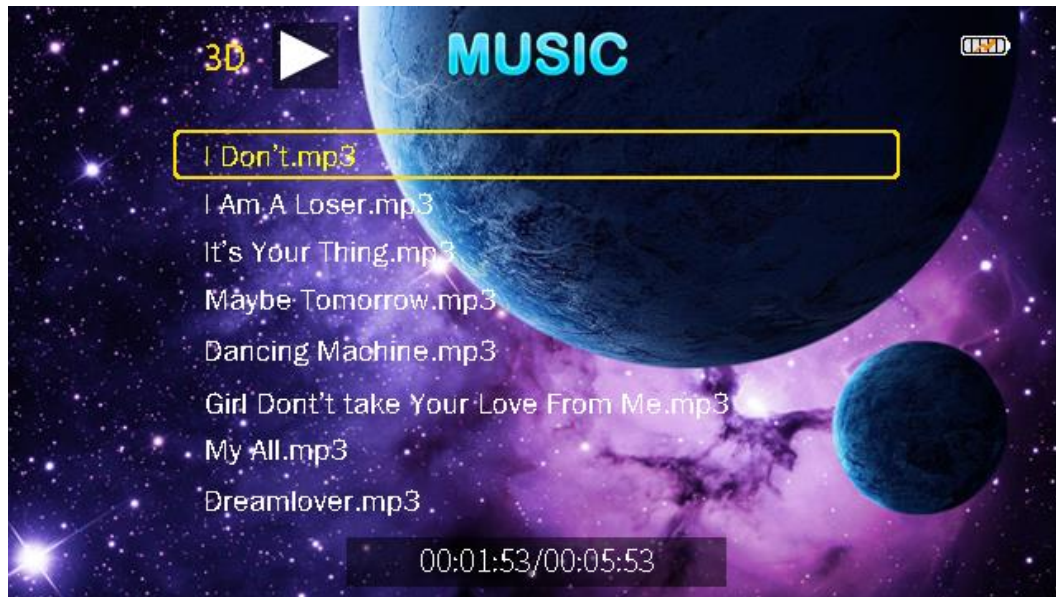 3D MUSIC
I Don't.mp3
I Am A Loser.mp3
It's Your Thing.mp3
Maybe Tomorrow.mp3
Dancing Machine.mp3
Girl Dont't take Your Love From Me.mp3
My All.mp3
Dreamlover.mp3
00:01:53/00:05:53